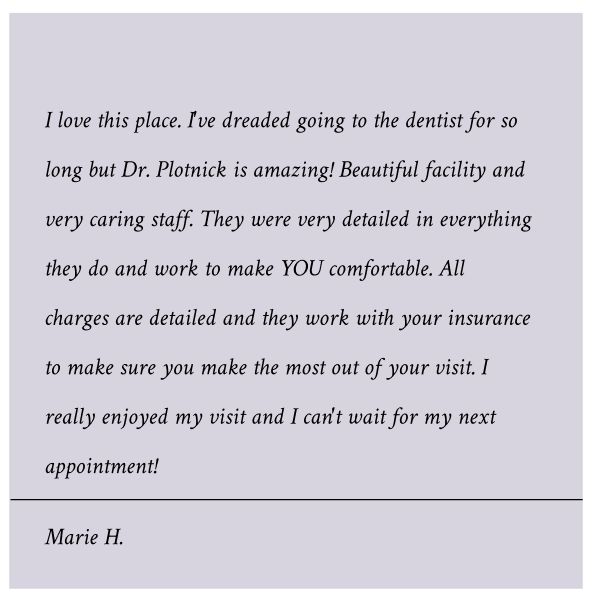 I love this place. I've dreaded going to the dentist for so
long but Dr. Plotnick is amazing! Beautiful facility and
very caring staff. They were very detailed in everything
they do and work to make YOU comfortable. All
charges are detailed and they work with your insurance
to make sure you make the most out of your visit. I
really enjoyed my visit and I can't wait for my next
appointment!
Marie H.